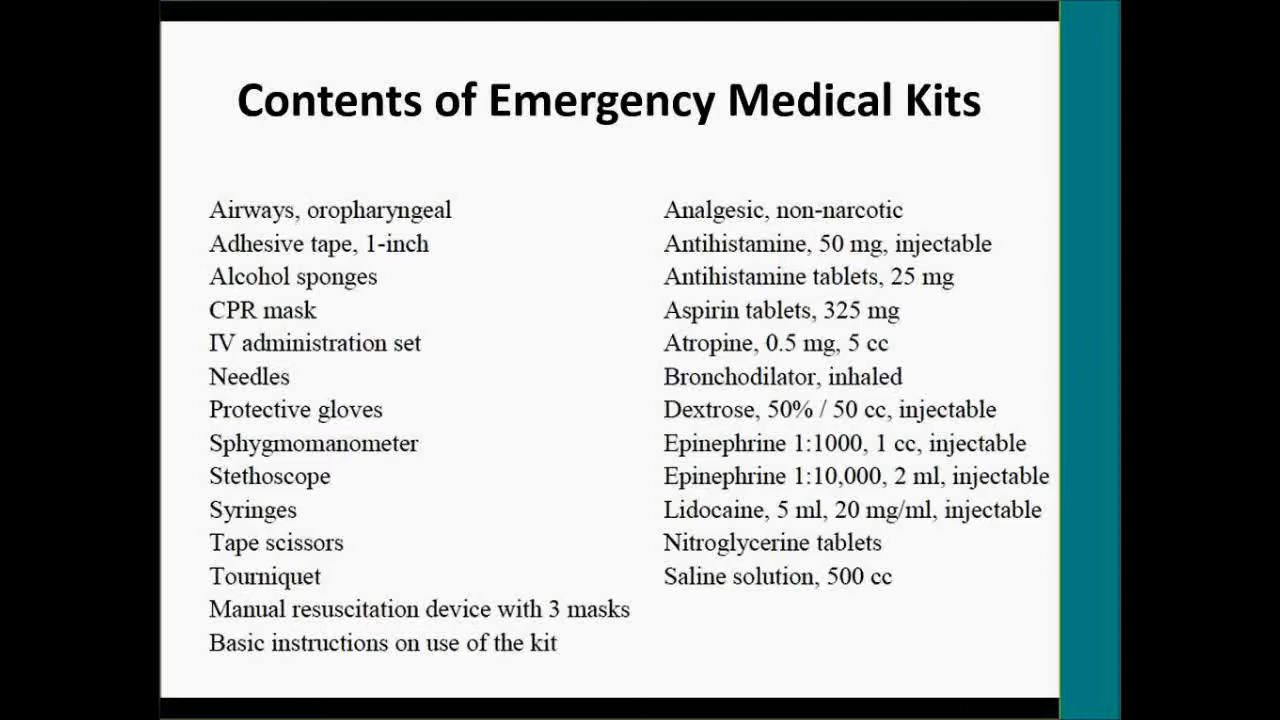 Contents of Emergency Medical Kits
Airways, oropharyngeal
Adhesive tape, 1-inch
Alcohol sponges
CPR mask
IV administration set
Needles
Protective gloves
Sphygmomanometer
Stethoscope
Syringes
Tape scissors
Tourniquet
Manual resuscitation device with 3 masks
Basic instructions on use of the kit
Analgesic, non-narcotic
Antihistamine, 50 mg, injectable
Antihistamine tablets, 25 mg
Aspirin tablets, 325 mg
Atropine, 0.5 mg, 5 cc
Bronchodilator, inhaled
Dextrose, 50% / 50 cc, injectable
Epinephrine 1:1000, 1 cc, injectable
Epinephrine 1:10,000, 2 ml, injectable
Lidocaine, 5 ml, 20 mg/ml, injectable
Nitroglycerine tablets
Saline solution, 500 cc